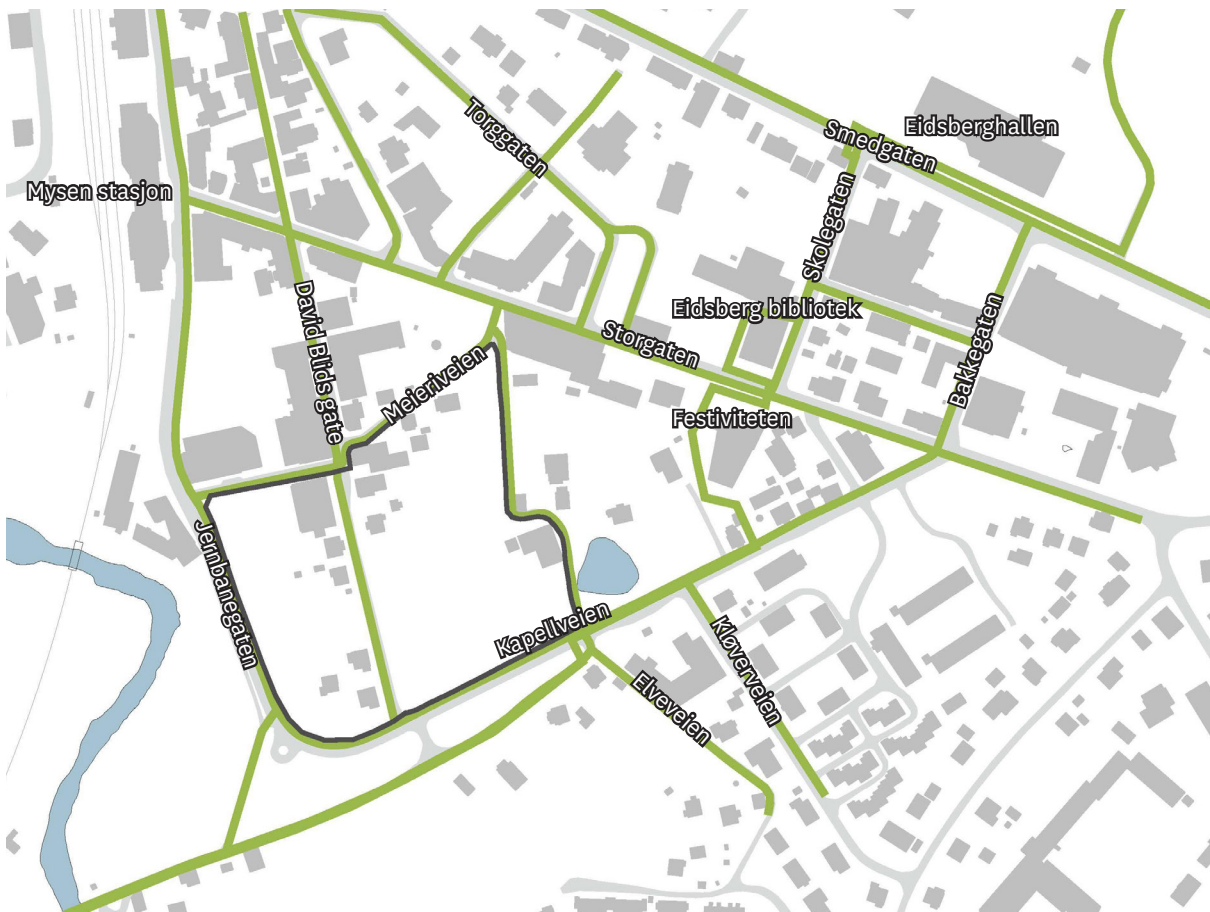 Torggaten
Smedgaten
Eidsberghallen
Mysen stasjon
Skolegaten
David Blids gate
Eidsberg bibliotek
Storgaten
Bakkegaten
Meieriveien
Festiviteten
Jernbanegaten
Kapellveien
Kløverveien
Elveveien